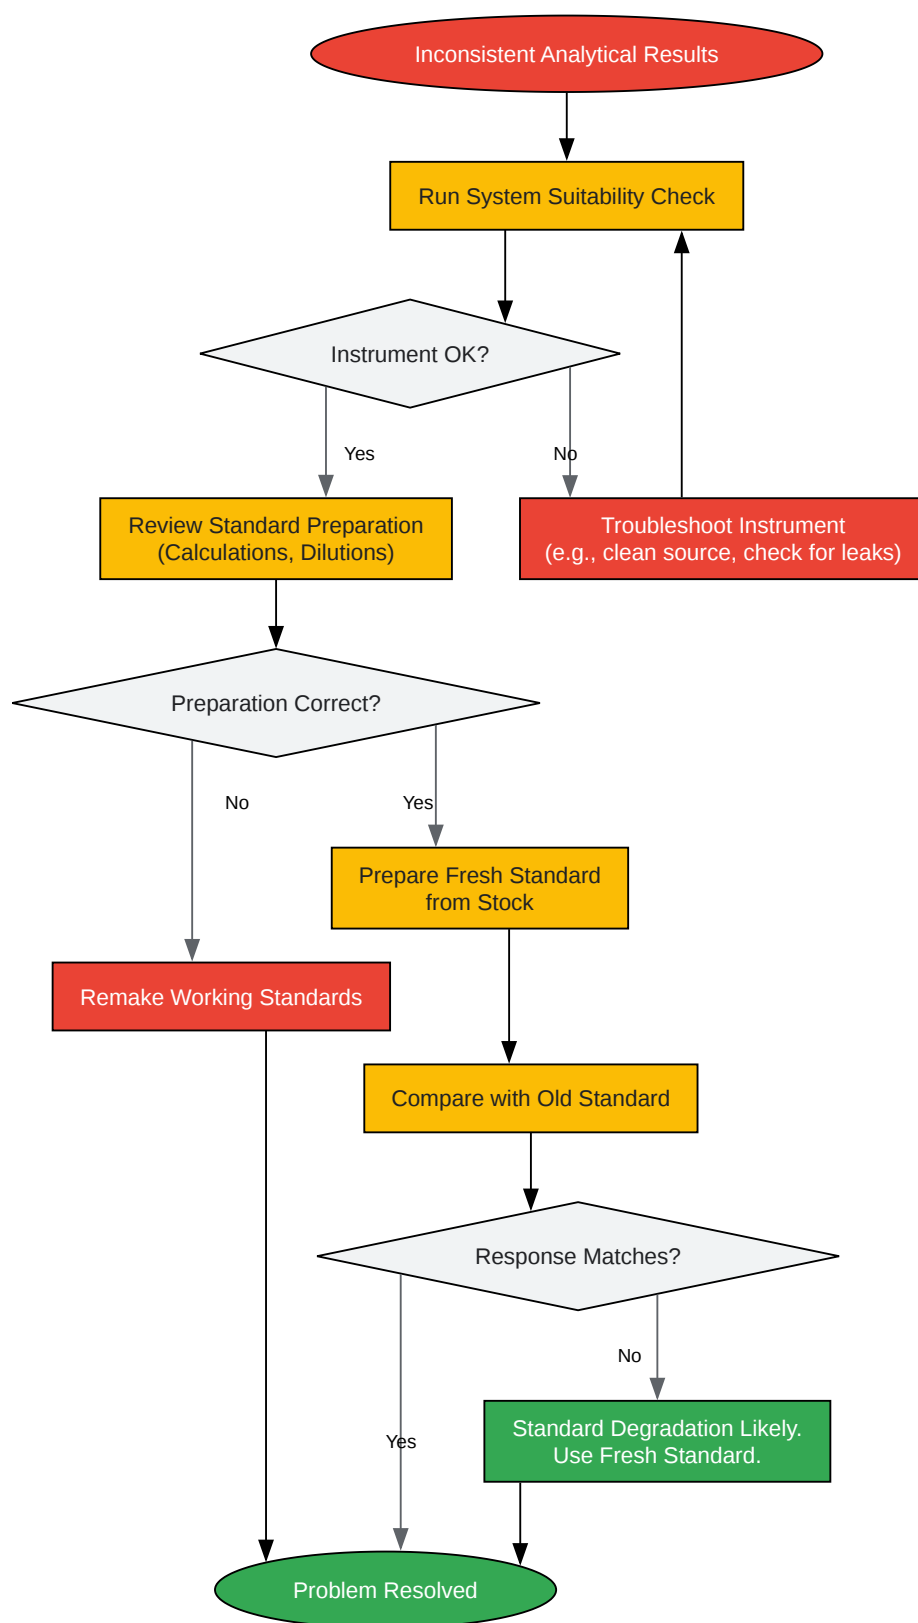 Inconsistent Analytical Results
Run System Suitability Check
Instrument OK?
Yes
No
Review Standard Preparation
(Calculations, Dilutions)
Troubleshoot Instrument
(e.g., clean source, check for leaks)
Preparation Correct?
No
Yes
Prepare Fresh Standard
from Stock
Remake Working Standards
Compare with Old Standard
Response Matches?
No
Yes
Standard Degradation Likely.
Use Fresh Standard.
Problem Resolved